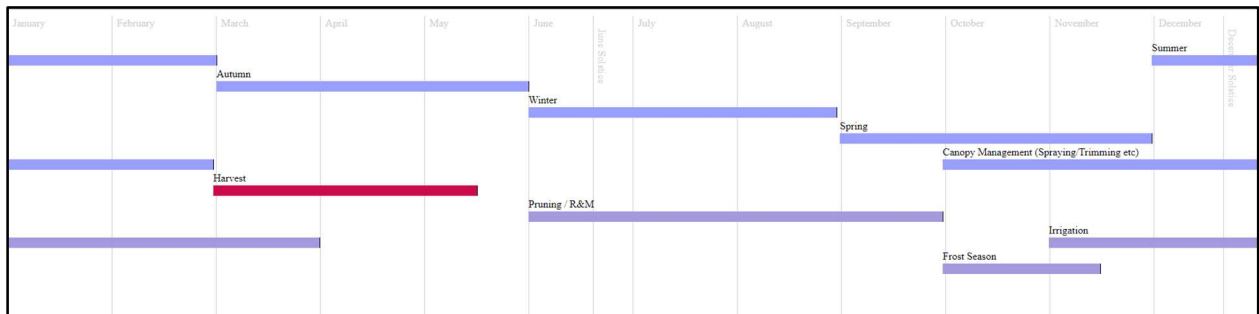 January February March April May June July August September October November December
June Solstice
December Solstice
Summer
Autumn
Winter
Spring
Canopy Management (Spraying/Trimming etc)
Harvest
Pruning / R&M
Irrigation
Frost Season